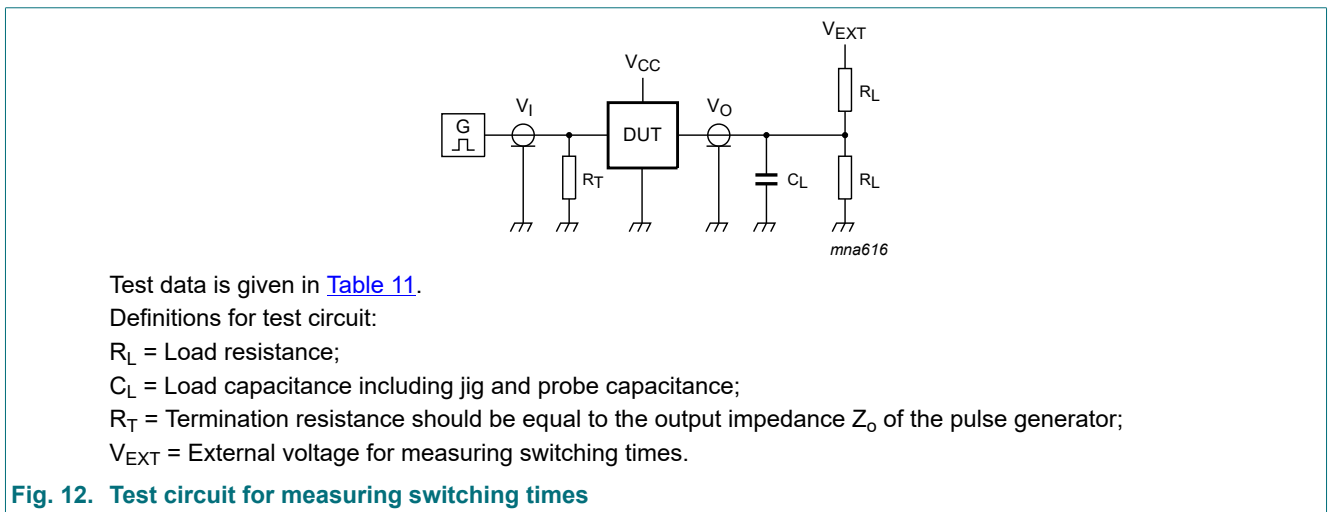 VEXT
VCC
RL
VI
VO
G
DUT
RT
CL
RL
mna616
Test data is given in Table 11.
Definitions for test circuit:
RL = Load resistance;
CL = Load capacitance including jig and probe capacitance;
RT = Termination resistance should be equal to the output impedance Zo of the pulse generator;
VEXT = External voltage for measuring switching times.
Fig. 12. Test circuit for measuring switching times